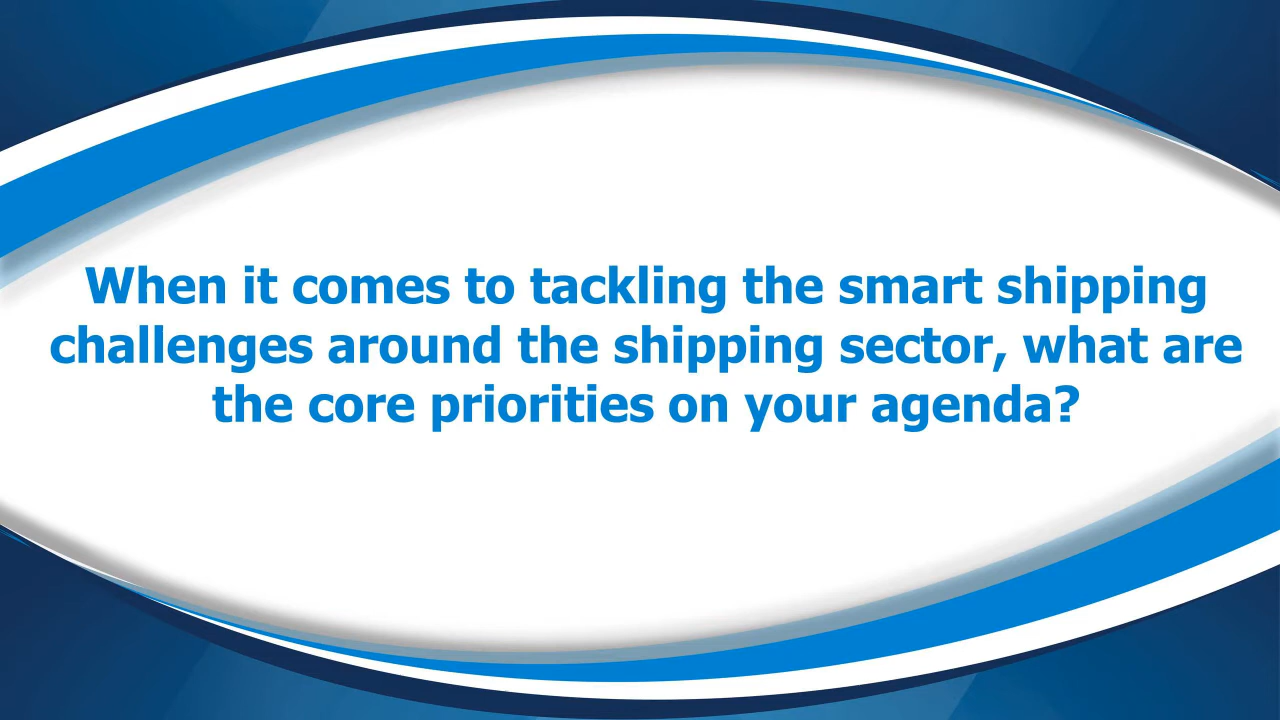 When it comes to tackling the smart shipping
challenges around the shipping sector, what are
the core priorities on your agenda?